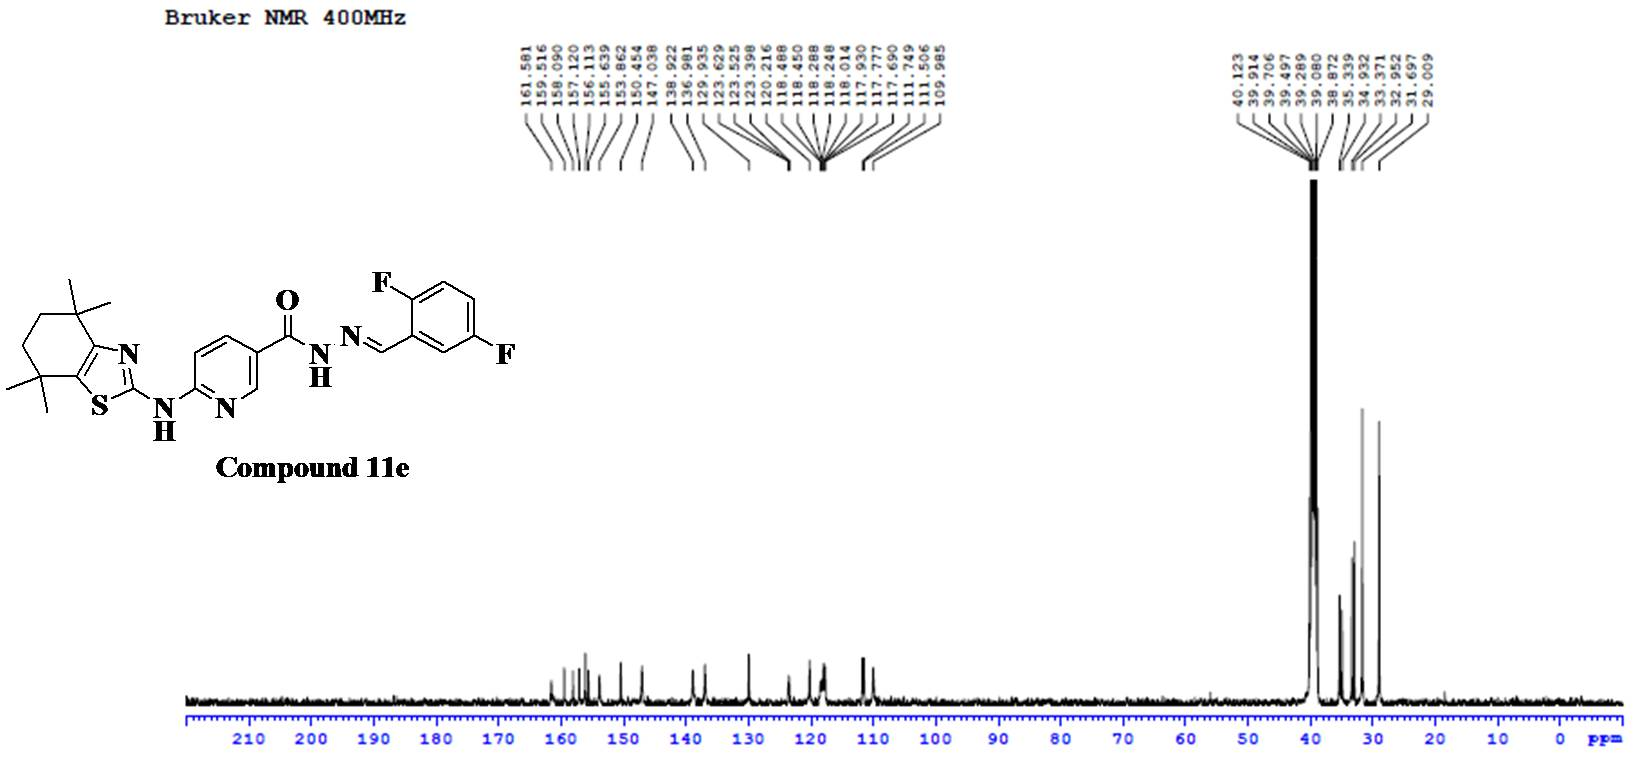 Bruker NMR 400MHz
161.581
159.516
158.090
157.120
156.113
155.639
153.862
150.454
147.038
138.922
136.981
129.935
123.629
123.525
123.398
120.216
118.488
118.450
118.288
118.248
118.014
117.930
117.777
117.690
111.749
111.506
109.985
40.123
39.914
39.706
39.497
39.289
39.080
38.872
35.339
34.932
33.371
32.952
31.697
29.009
F
O
N
N
H
F
N
S
N
H
N
Compound 11e
210 200 190 180 170 160 150 140 130 120 110 100 90 80 70 60 50 40 30 20 10 0 ppm